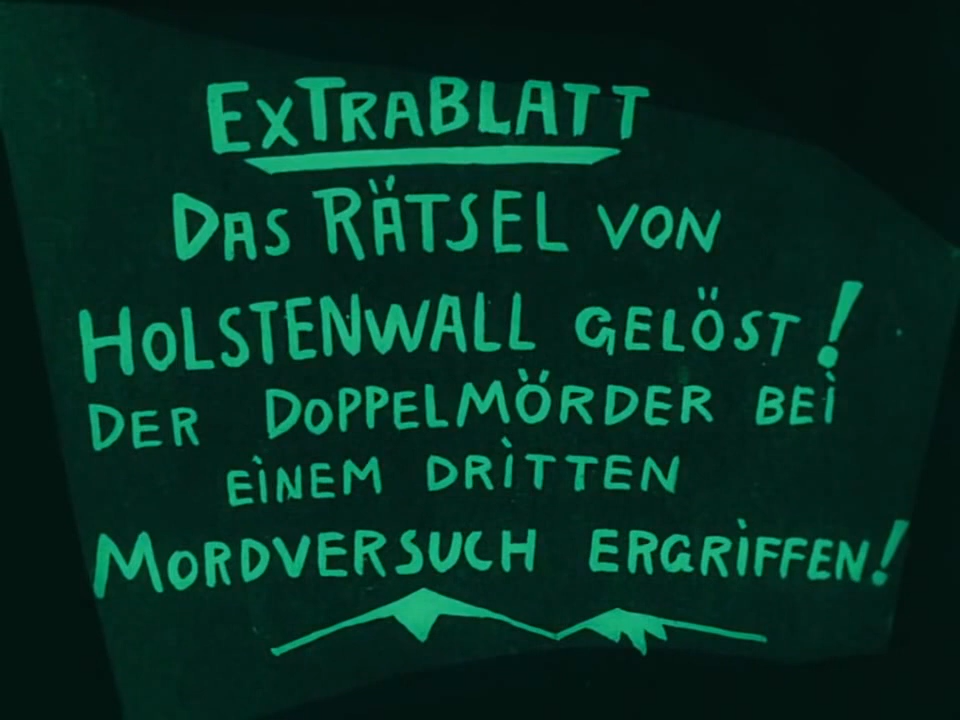 EXTRABLATT
DAS RÄTSEL VON
HOLSTENWALL GELÖST!
DER DOPPELMÖRDER BEI
EINEM DRITTEN
MORDVERSUCH ERGRIFFEN!